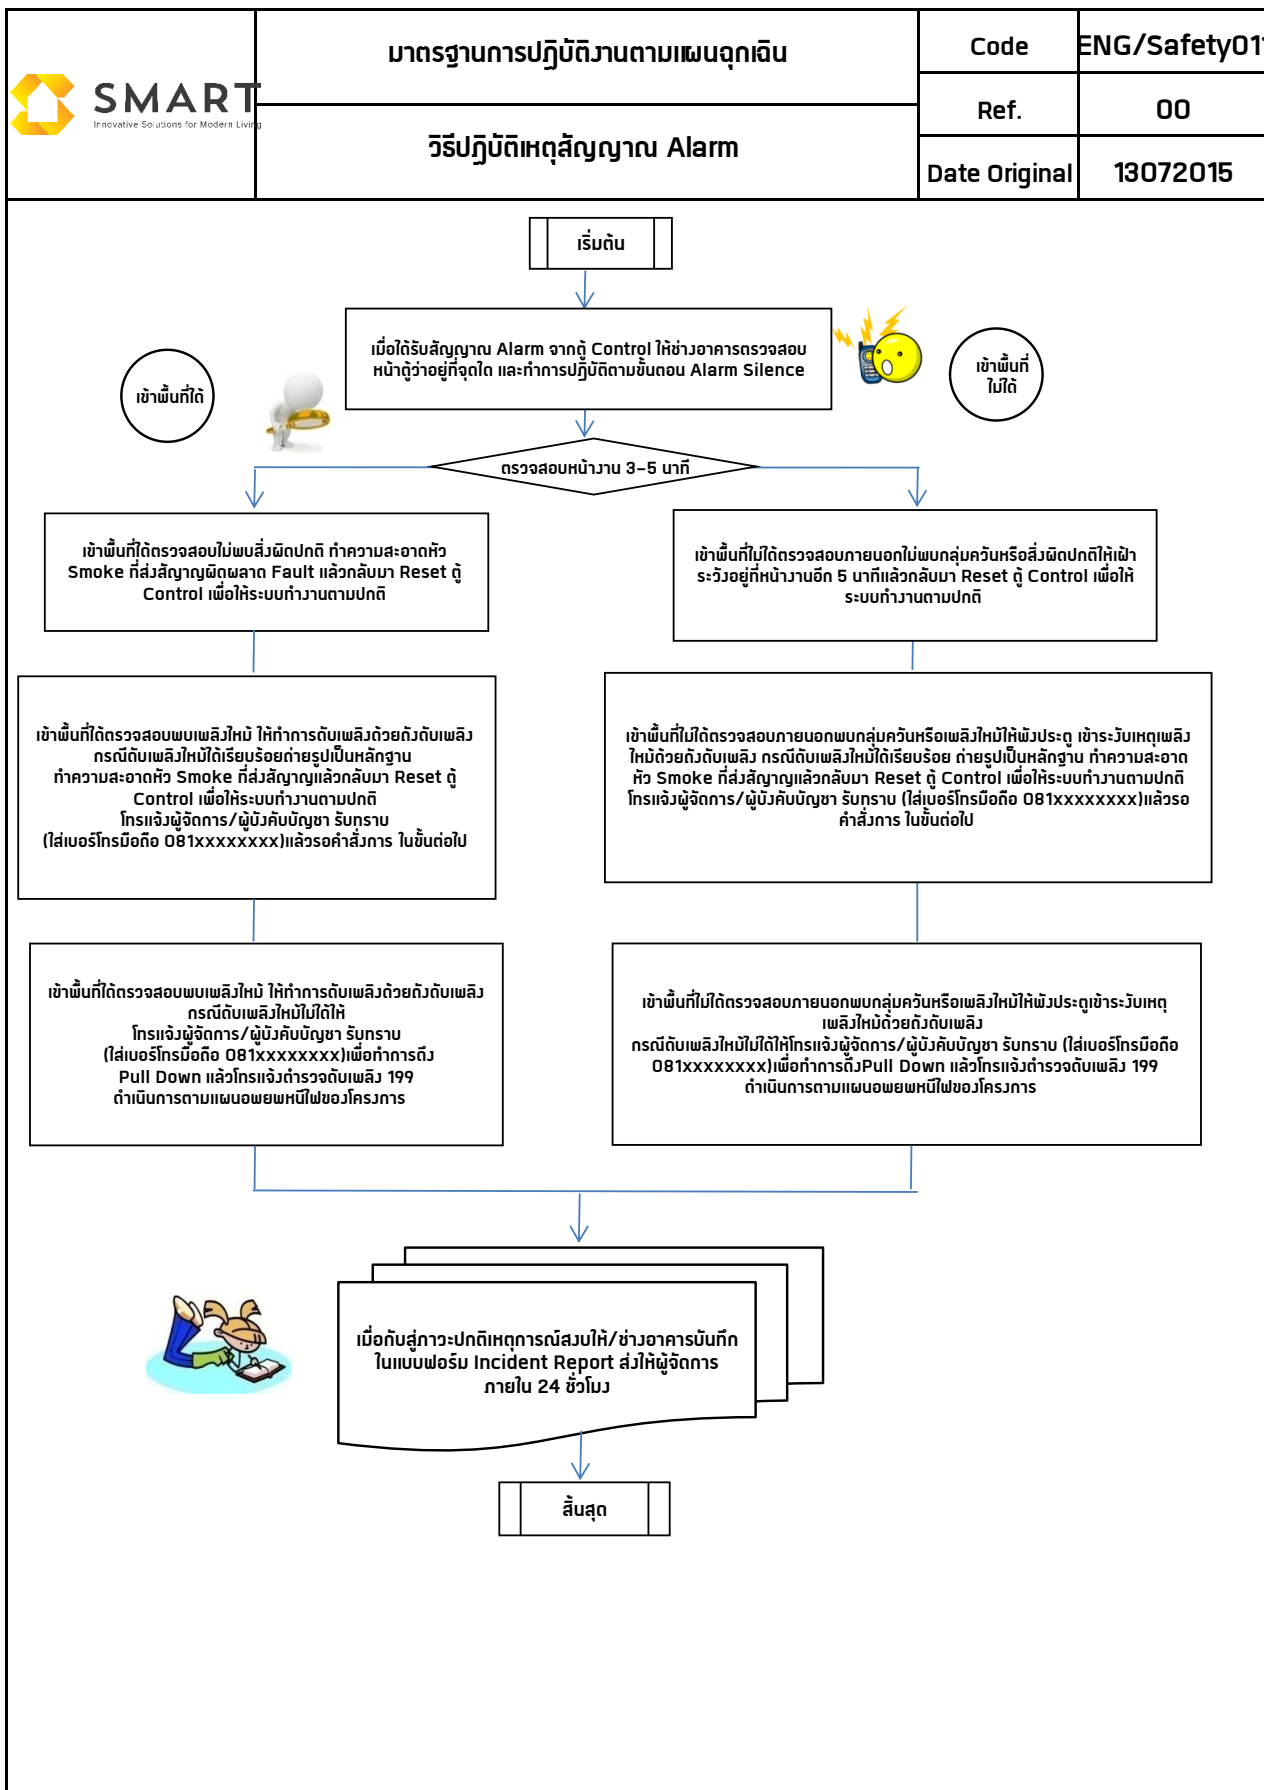 SMART
Innovative Solutions for Modern Living
มาตรฐานการปฎิบัติงานตามแผนฉุกเฉิน
วิธีปฎิบัติเหตุสัญญาณ Alarm
Code
ENG/Safety011
Ref.
00
Date Original
13072015
เริ่มต้น
เมื่อได้รับสัญญาณ Alarm จากตู้ Control ให้ช่างอาคารตรวจสอบ
หน้าตู้ว่าอยู่ที่จุดใด และทำการปฎิบัติตามขั้นตอน Alarm Silence
เข้าพื้นที่ได้
เข้าพื้นที่
ไม่ได้
ตรวจสอบหน้างาน 3-5 นาที
เข้าพื้นที่ได้ตรวจสอบไม่พบสิ่งผิดปกติ ทำความสะอาดหัว
Smoke ที่ส่งสัญาญผิดผลาด Fault แล้วกลับมา Reset ตู้
Control เพื่อให้ระบบทำงานตามปกติ
เข้าพื้นที่ไม่ได้ตรวจสอบภายนอกไม่พบกลุ่มควันหรือสิ่งผิดปกติให้เฝ้า
ระวังอยู่ที่หน้างานอีก 5 นาทีแล้วกลับมา Reset ตู้ Control เพื่อให้
ระบบทำงานตามปกติ
เข้าพื้นที่ได้ตรวจสอบพบเพลิงใหม้ ให้ทำการดับเพลิงด้วยถังดับเพลิง
กรณีดับเพลิงใหม้ได้เรียบร้อยถ่ายรูปเป็นหลักฐาน
ทำความสะอาดหัว Smoke ที่ส่งสัญาญแล้วกลับมา Reset ตู้
Control เพื่อให้ระบบทำงานตามปกติ
โทรแจ้งผู้จัดการ/ผู้บังคับบัญชา รับทราบ
(ใส่เบอร์โทรมือถือ 081xxxxxxxx)แล้วรอคำสั่งการ ในขั้นต่อไป
เข้าพื้นที่ไม่ได้ตรวจสอบภายนอกพบกลุ่มควันหรือเพลิงใหม้ให้พังประตู เข้าระงับเหตุเพลิง
ใหม้ด้วยถังดับเพลิง กรณีดับเพลิงใหม้ได้เรียบร้อย ถ่ายรูปเป็นหลักฐาน ทำความสะอาด
หัว Smoke ที่ส่งสัญาญแล้วกลับมา Reset ตู้ Control เพื่อให้ระบบทำงานตามปกติ
โทรแจ้งผู้จัดการ/ผู้บังคับบัญชา รับทราบ (ใส่เบอร์โทรมือถือ 081xxxxxxxx)แล้วรอ
คำสั่งการ ในขั้นต่อไป
เข้าพื้นที่ได้ตรวจสอบพบเพลิงใหม้ ให้ทำการดับเพลิงด้วยถังดับเพลิง
กรณีดับเพลิงใหม้ไม่ได้ให้
โทรแจ้งผู้จัดการ/ผู้บังคับบัญชา รับทราบ
(ใส่เบอร์โทรมือถือ 081xxxxxxxx)เพื่อทำการดึง
Pull Down แล้วโทรแจ้งตำรวจดับเพลิง 199
ดำเนินการตามแผนอพยพหนีไฟของโครงการ
เข้าพื้นที่ไม่ได้ตรวจสอบภายนอกพบกลุ่มควันหรือเพลิงใหม้ให้พังประตูเข้าระงับเหตุ
เพลิงใหม้ด้วยถังดับเพลิง
กรณีดับเพลิงใหม้ไม่ได้ให้โทรแจ้งผู้จัดการ/ผู้บังคับบัญชา รับทราบ (ใส่เบอร์โทรมือถือ
081xxxxxxxx)เพื่อทำการดึงPull Down แล้วโทรแจ้งตำรวจดับเพลิง 199
ดำเนินการตามแผนอพยพหนีไฟของโครงการ
เมื่อกับสู่ภาวะปกติเหตุการณ์สงบให้/ช่างอาคารบันทึก
ในแบบฟอร์ม Incident Report ส่งให้ผู้จัดการ
ภายใน 24 ชั่วโมง
สิ้นสุด